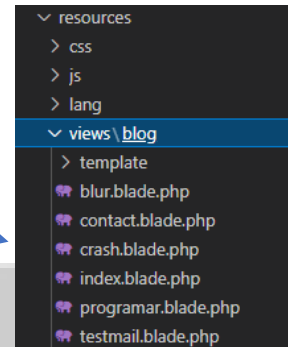 resources
css
js
lang
views\blog
template
blur.blade.php
contact.blade.php
crash.blade.php
index.blade.php
programar.blade.php
testmail.blade.php